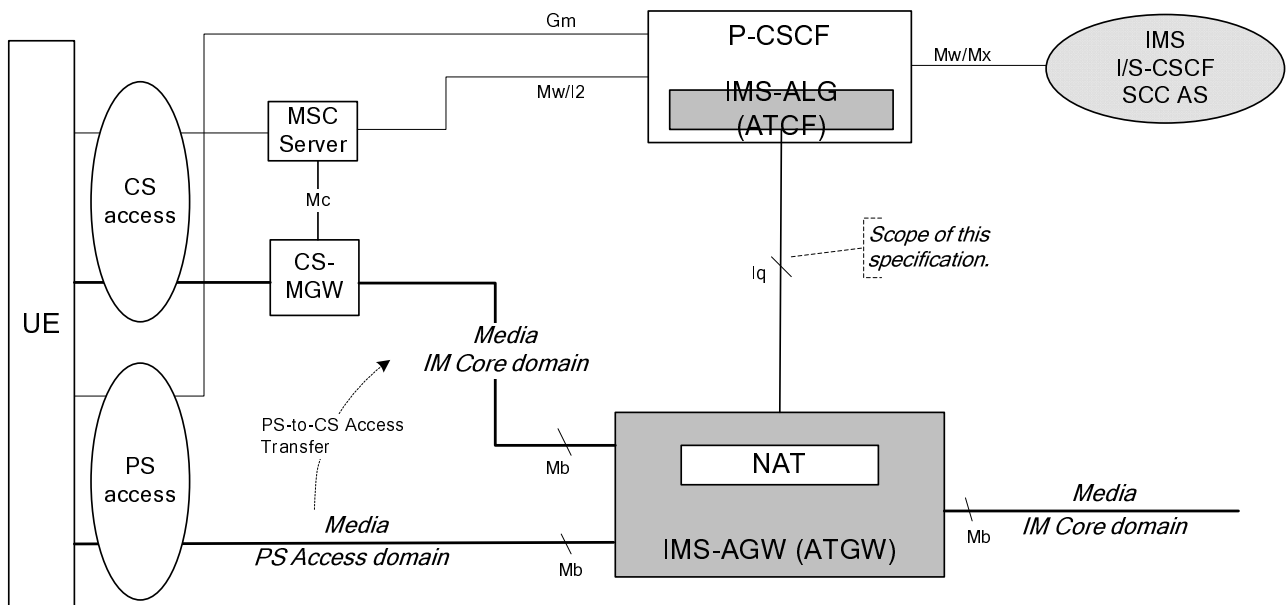 Gm
P-CSCF
IMS-ALG
(ATCF)
Mw/Mx
IMS
I/S-CSCF
SCC AS
Mw/I2
MSC
Server
CS
access
Mc
CS-
MGW
Scope of this
specification.
Iq
UE
Media
IM Core domain
PS-to-CS Access
Transfer
PS
access
Mb
NAT
Media
PS Access domain
Mb
IMS-AGW (ATGW)
Mb
Media
IM Core domain